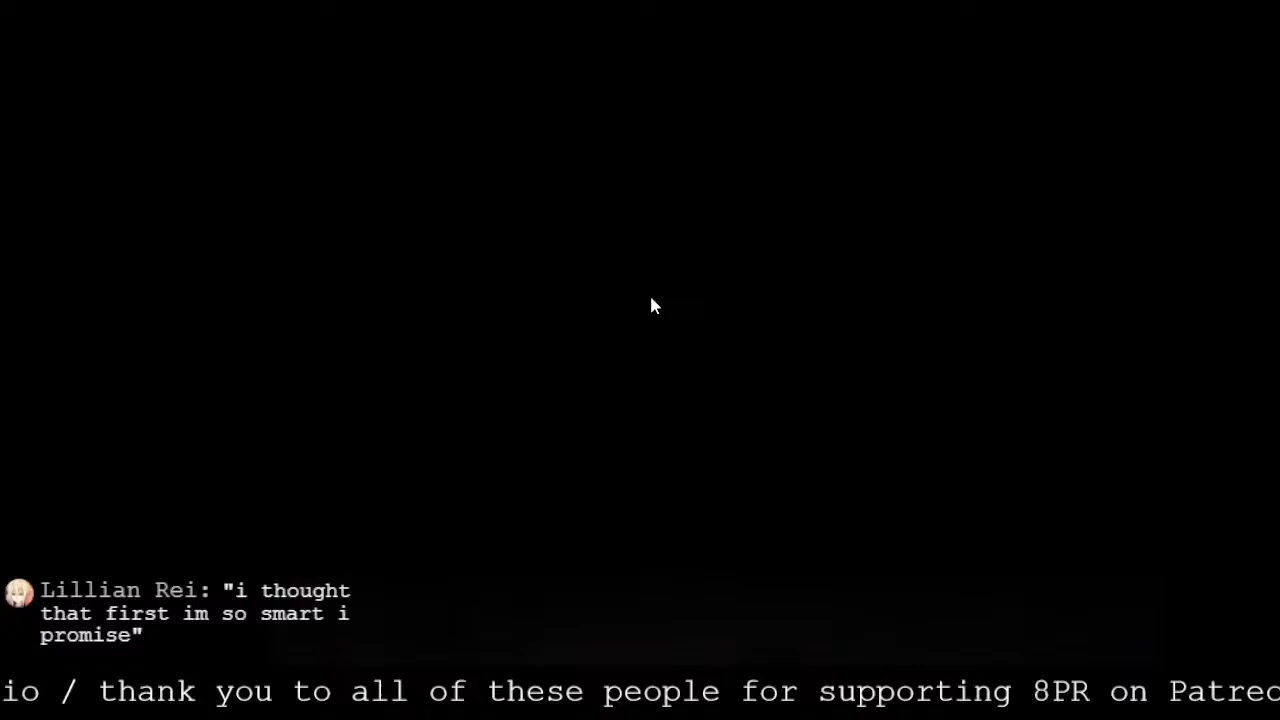 Lillian Rei: "i thought
that first im so smart i
promise"
io / thank you to all of these people for supporting 8PR on Patreo